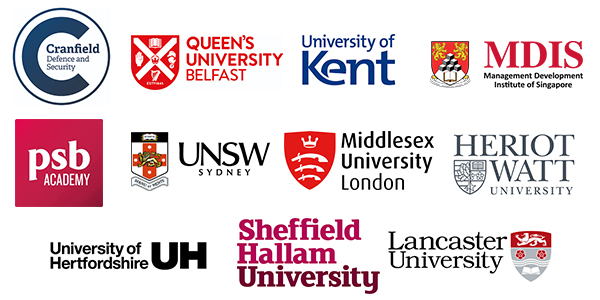 Cranfield
Defence and
Security
QUEEN'S
UNIVERSITY
BELFAST
University of
Kent
MDIS
Management Development
Institute of Singapore
psb
ACADEMY
UNSW
SYDNEY
Middlesex
University
London
HERIOT
WATT
UNIVERSITY
University of
Hertfordshire
UH
Sheffield
Hallam
University
Lancaster
University